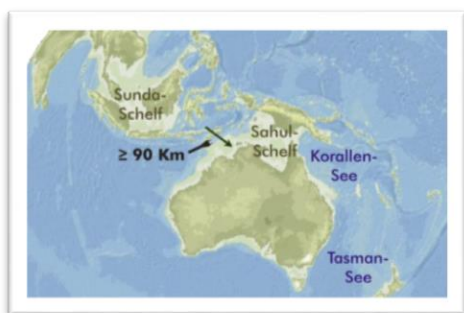 Sunda-
Schelf
Sahul-
Schelf
≥ 90 Km
Korallen-
See
Tasman-
See